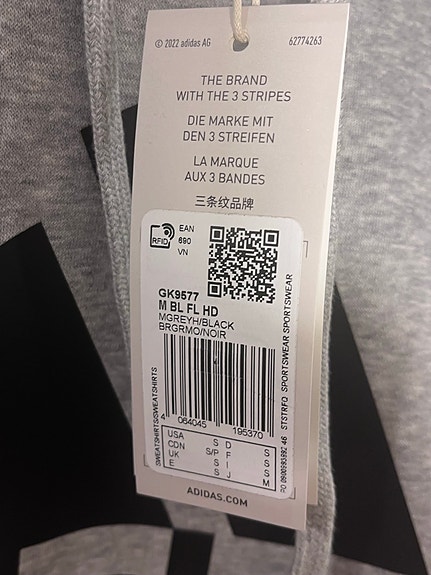 © 2022 adidas AG
62774263
THE BRAND
WITH THE 3 STRIPES
DIE MARKE MIT
DEN 3 STREIFEN
LA MARQUE
AUX 3 BANDES
三条纹品牌
RFID
EAN
690
VN
GK9577
M BL FL HD
MGREYH/BLACK
BRGRMO/NOIR
4 064045 195370
USA S D S
CDN S/P F S
UK S I S
E S J M
SWEATSHIRTS/SWEATSHIRTS
STSTRFQ SPORTSWEAR SPORTSWEAR
ADIDAS.COM